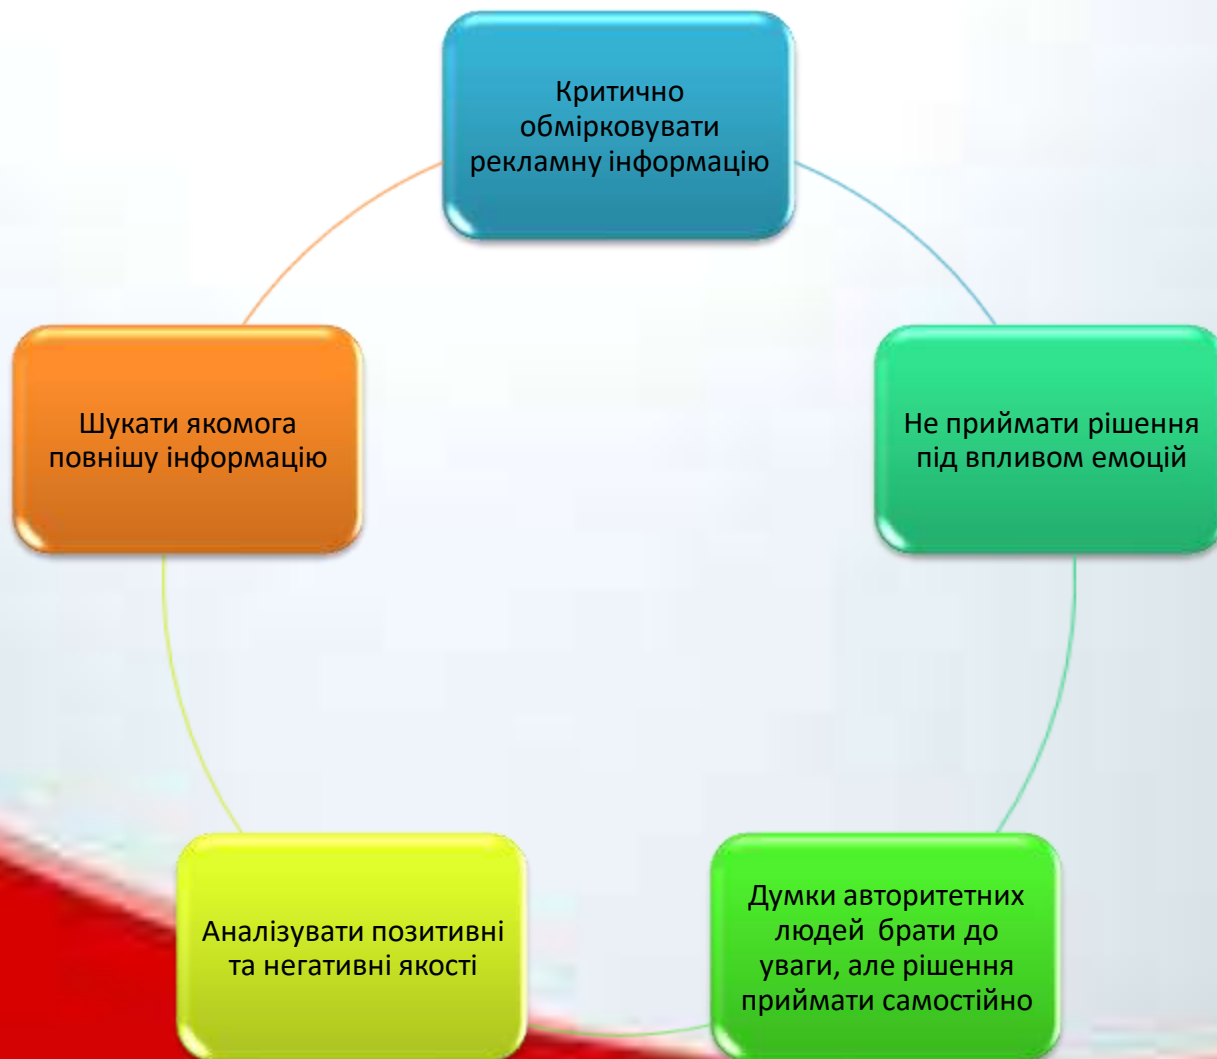 Критично
обмірковувати
рекламну інформацію
Не приймати рішення
під впливом емоцій
Думки авторитетних
людей  брати до
уваги, але рішення
приймати самостійно
Аналізувати позитивні
та негативні якості
Шукати якомога
повнішу інформацію